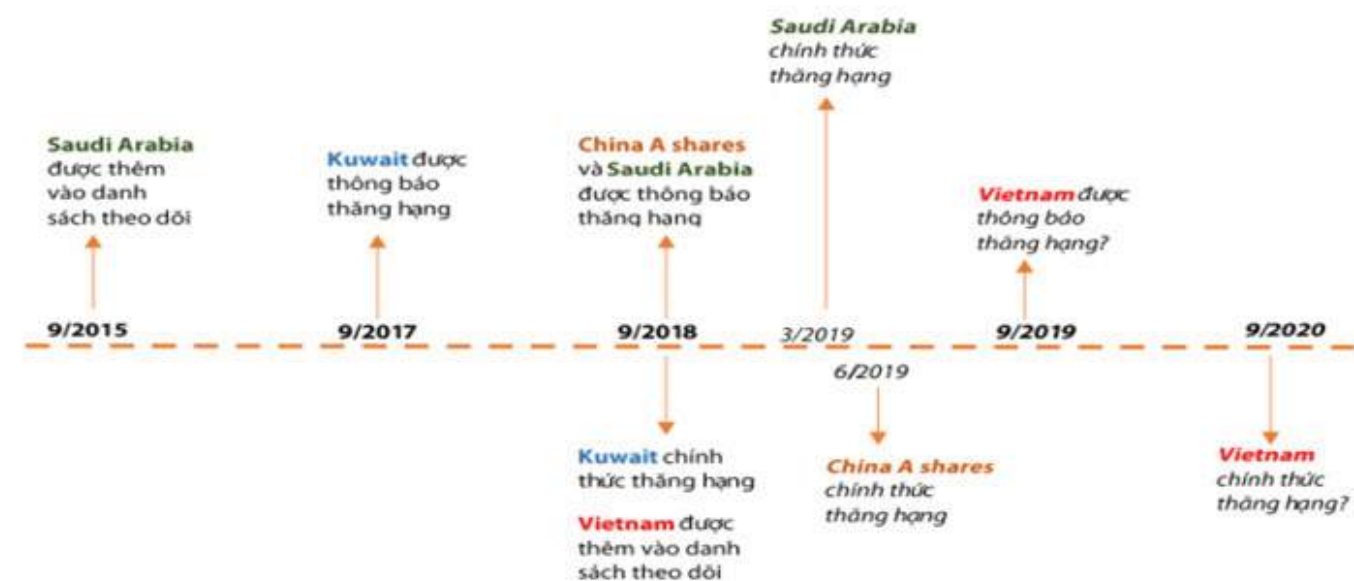 Saudi Arabia
chính thức
thăng hạng
Saudi Arabia
được thêm
vào danh
sách theo dõi
Kuwait được
thông báo
thăng hạng
China A shares
và Saudi Arabia
được thông báo
thăng hạng
Vietnam được
thông báo
thăng hạng?
9/2015
9/2017
9/2018
3/2019
9/2019
9/2020
6/2019
Kuwait chính
thức thăng hạng
Vietnam được
thêm vào danh
sách theo dõi
China A shares
chính thức
thăng hạng
Vietnam
chính thức
thăng hạng?